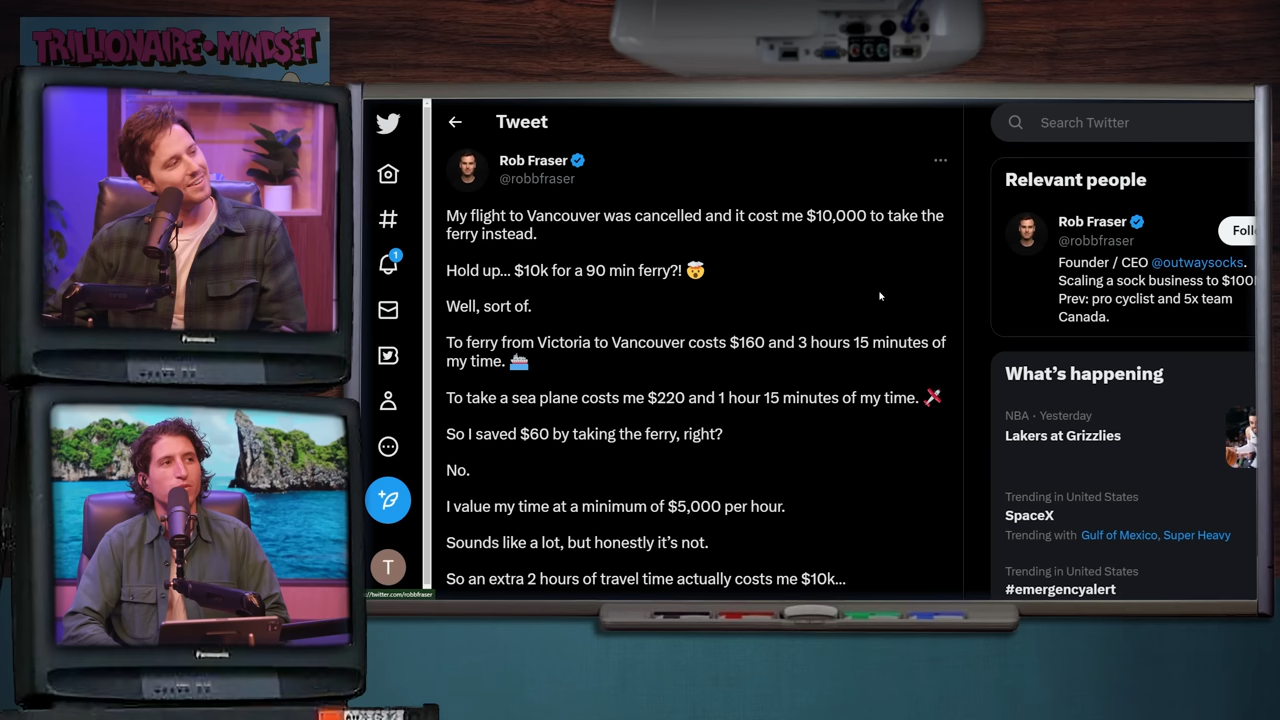 TRILLIONAIRE•MINDSET
Tweet
Rob Fraser
@robbfraser
My flight to Vancouver was cancelled and it cost me $10,000 to take the
ferry instead.
Hold up... $10k for a 90 min ferry?! 🤯
Well, sort of.
To ferry from Victoria to Vancouver costs $160 and 3 hours 15 minutes of
my time. 🛳️
To take a sea plane costs me $220 and 1 hour 15 minutes of my time.
So I saved $60 by taking the ferry, right?
No.
I value my time at a minimum of $5,000 per hour.
Sounds like a lot, but honestly it's not.
So an extra 2 hours of travel time actually costs me $10k...
1
T
//twitter.com/robbfraser
Search Twitter
Relevant people
Rob Fraser
@robbfraser
Foll
Founder / CEO @outwaysocks.
Scaling a sock business to $100
Prev: pro cyclist and 5x team
Canada.
What's happening
NBA · Yesterday
Lakers at Grizzlies
Trending in United States
SpaceX
Trending with Gulf of Mexico, Super Heavy
Trending in United States
#emergencyalert